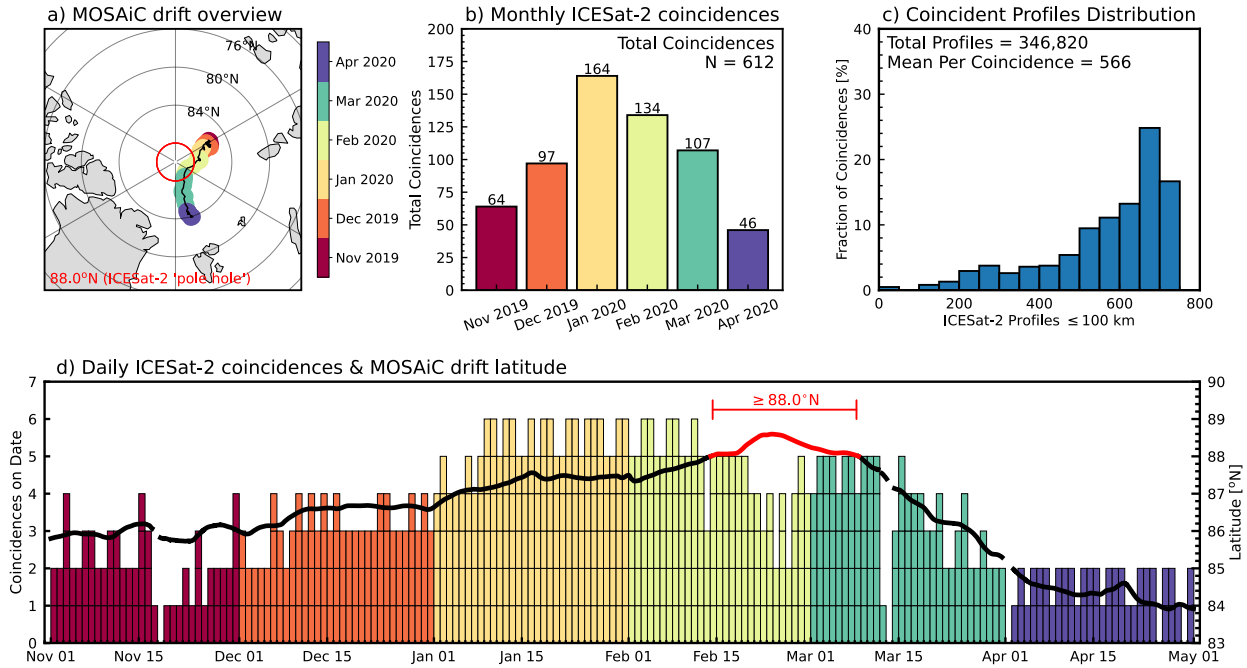 a) MOSAiC drift overview
76°N
80°N
84°N
88.0°N (ICESat-2 'pole hole')
Apr 2020
Mar 2020
Feb 2020
Jan 2020
Dec 2019
Nov 2019
b) Monthly ICESat-2 coincidences
Total Coincidences
N = 612
Total Coincidences
200
175
150
125
100
75
50
25
0
64
97
164
134
107
46
Nov 2019
Dec 2019
Jan 2020
Feb 2020
Mar 2020
Apr 2020
c) Coincident Profiles Distribution
Total Profiles = 346,820
Mean Per Coincidence = 566
Fraction of Coincidences [%]
40
30
20
10
0
0
200
400
600
800
ICESat-2 Profiles ≤100 km
d) Daily ICESat-2 coincidences & MOSAiC drift latitude
≥ 88.0°N
Coincidences on Date
7
6
5
4
3
2
1
0
90
89
88
87
86
85
84
83
Latitude [°N]
Nov 01
Nov 15
Dec 01
Dec 15
Jan 01
Jan 15
Feb 01
Feb 15
Mar 01
Mar 15
Apr 01
Apr 15
May 01